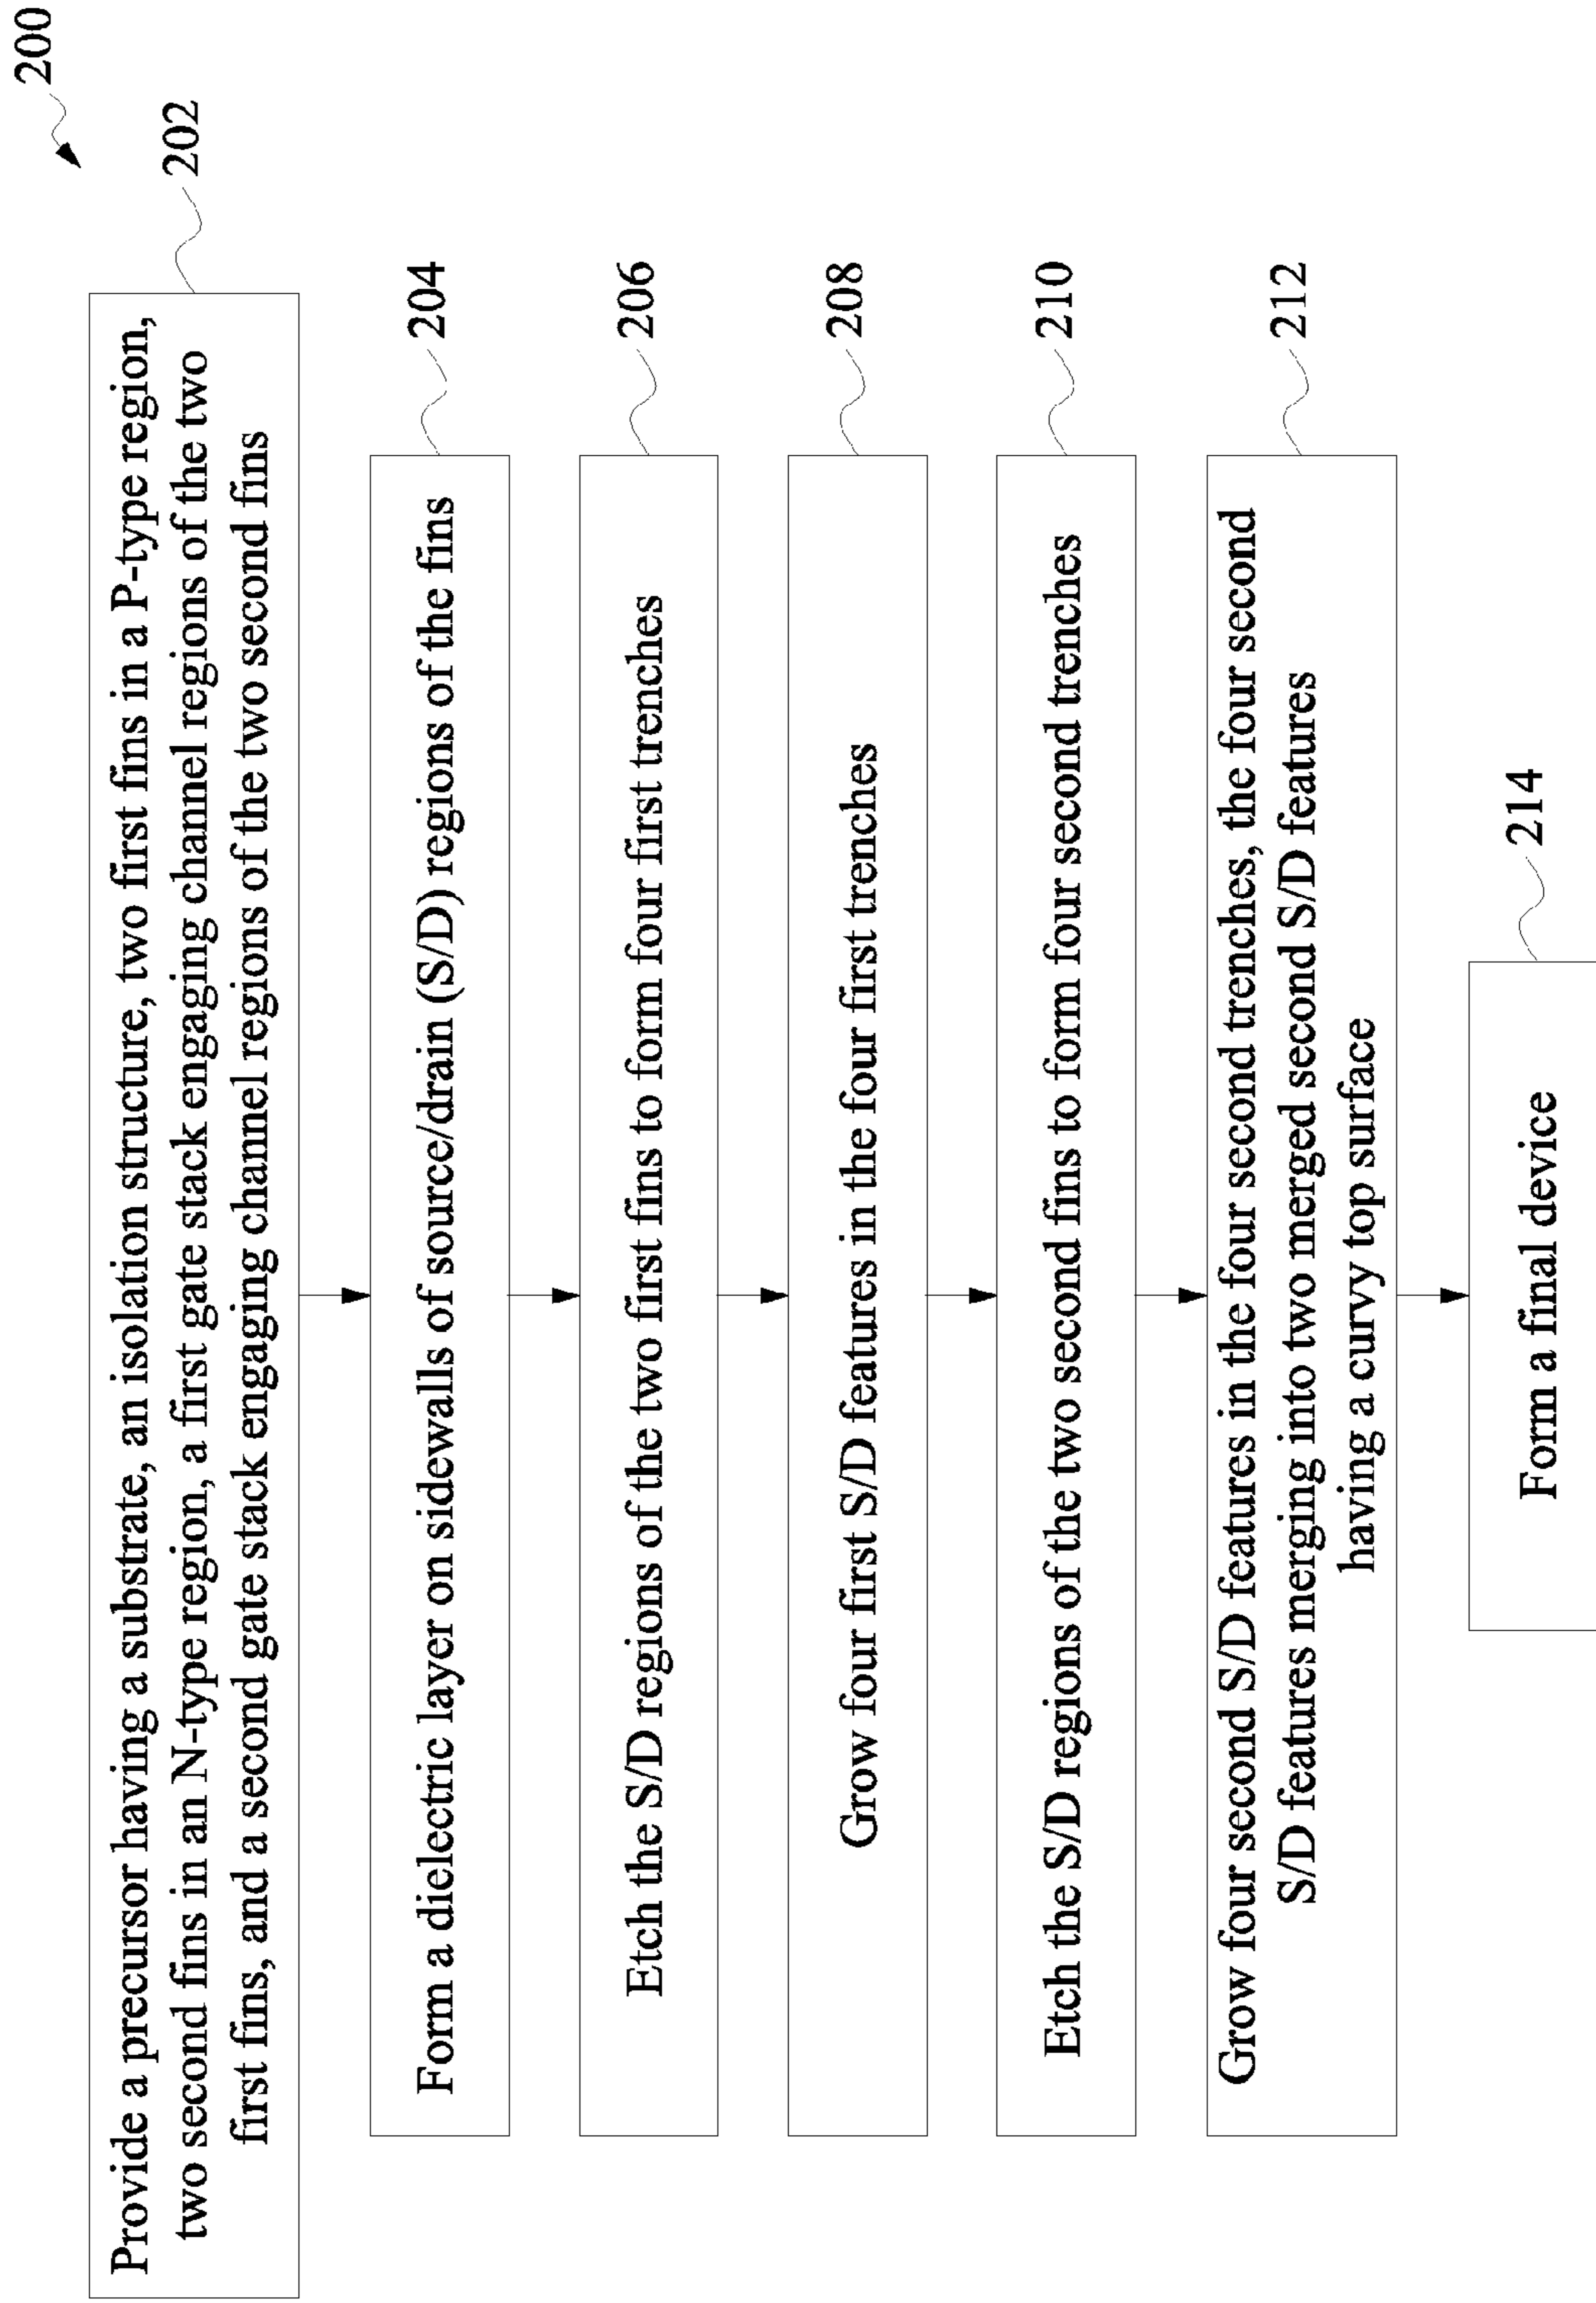 200
202
Provide a precursor having a substrate, an isolation structure, two first fins in a P-type region,
two second fins in an N-type region, a first gate stack engaging channel regions of the two
first fins, and a second gate stack engaging channel regions of the two second fins
204
Form a dielectric layer on sidewalls of source/drain (S/D) regions of the fins
206
Etch the S/D regions of the two first fins to form four first trenches
208
Grow four first S/D features in the four first trenches
210
Etch the S/D regions of the two second fins to form four second trenches
212
Grow four second S/D features in the four second trenches, the four second
S/D features merging into two merged second S/D features
having a curvy top surface
214
Form a final device